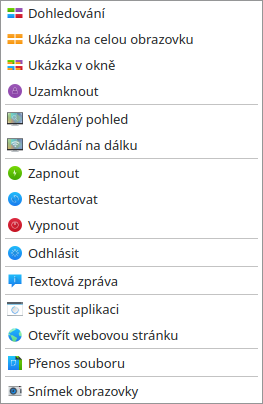 Dohledování
Ukázka na celou obrazovku
Ukázka v okně
Uzamknout
Vzdálený pohled
Ovládání na dálku
Zapnout
Restartovat
Vypnout
Odhlásit
Textová zpráva
Spustit aplikaci
Otevřít webovou stránku
Přenos souboru
Snímek obrazovky